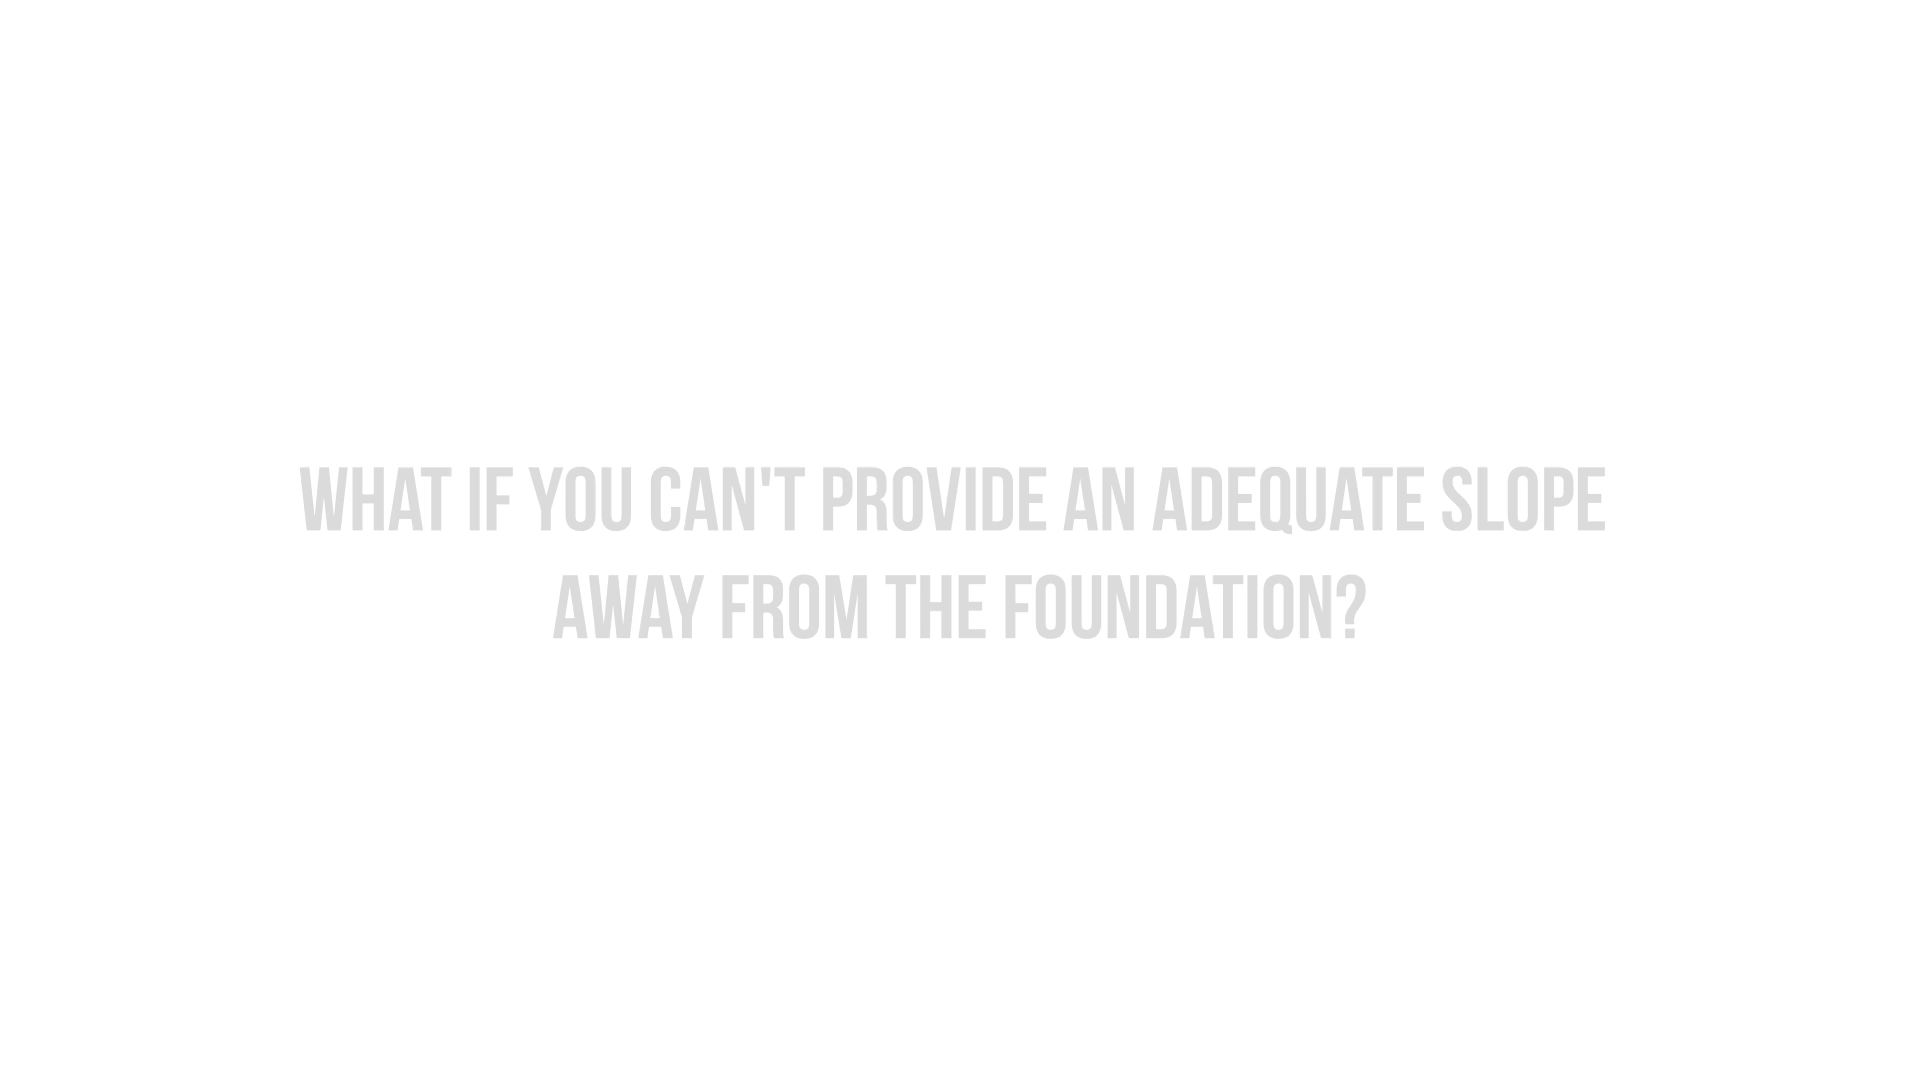 WHAT IF YOU CAN'T PROVIDE AN ADEQUATE SLOPE
AWAY FROM THE FOUNDATION?